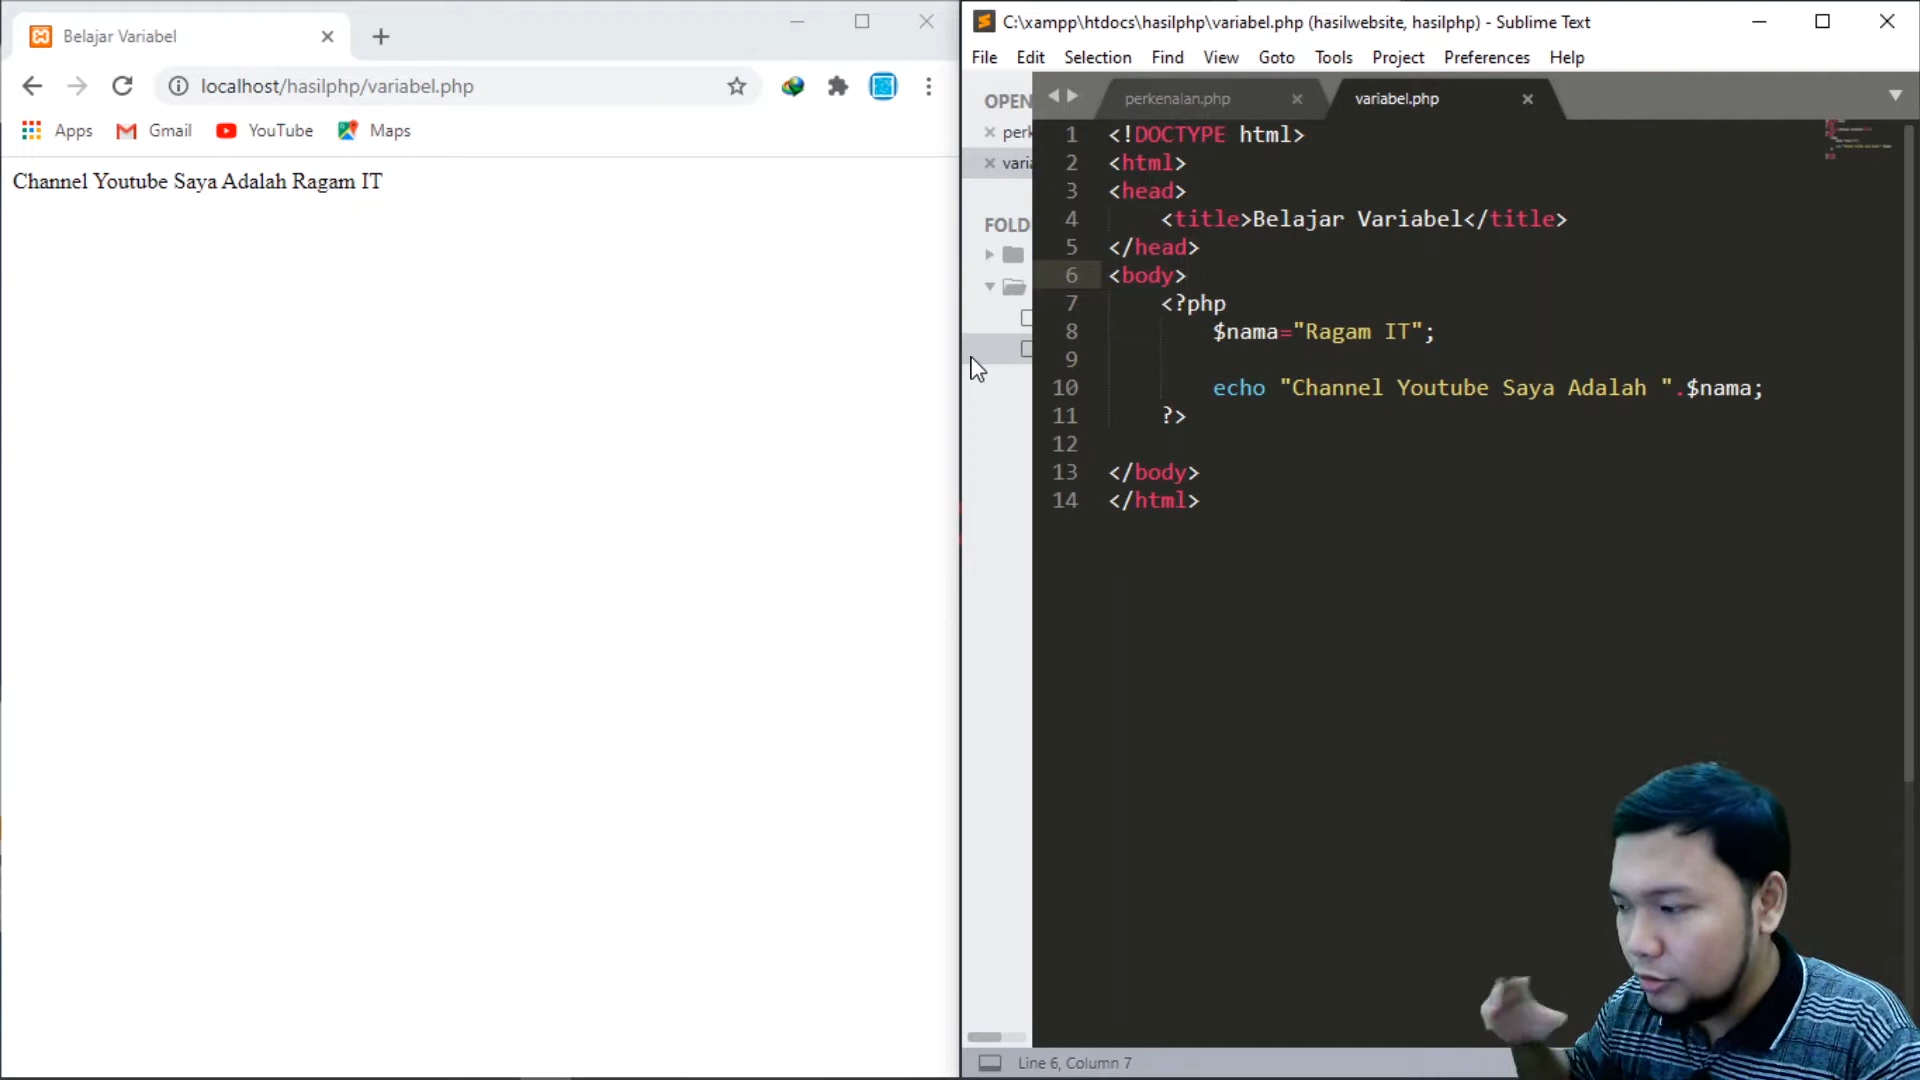 Belajar Variabel
localhost/hasilphp/variabel.php
Apps Gmail YouTube Maps
Channel Youtube Saya Adalah Ragam IT
C:\xampp\htdocs\hasilphp\variabel.php (hasilwebsite, hasilphp) - Sublime Text
File Edit Selection Find View Goto Tools Project Preferences Help
OPEN
perk
varia
FOLD
perkenalan.php variabel.php
1 <!DOCTYPE html>
2 <html>
3 <head>
4 <title>Belajar Variabel</title>
5 </head>
6 <body>
7 <?php
8 $nama="Ragam IT";
9
10 echo "Channel Youtube Saya Adalah ".$nama;
11 ?>
12
13 </body>
14 </html>
Line 6, Column 7